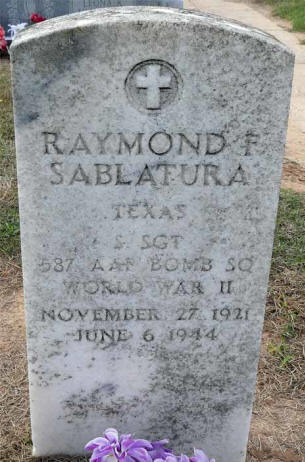 RAYMOND F
SABLATURA
TEXAS
S SGT
587 AAF BOMB SQ
WORLD WAR II
NOVEMBER 27 1921
JUNE 6 1944